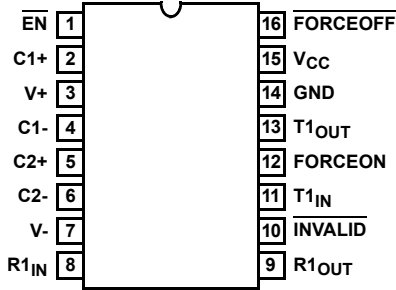 EN 1 16 FORCEOFF
C1+ 2 15 VCC
V+ 3 14 GND
C1- 4 13 T1OUT
C2+ 5 12 FORCEON
C2- 6 11 T1IN
V- 7 10 INVALID
R1IN 8 9 R1OUT